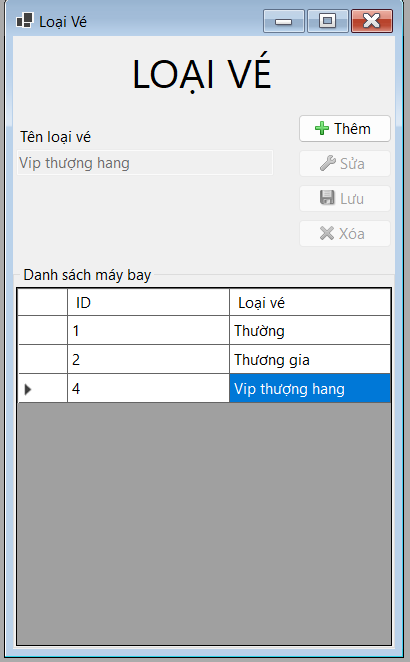 Loại Vé
LOẠI VÉ
Thêm
Tên loại vé
Vip thượng hang
Sửa
Lưu
Xóa
Danh sách máy bay
ID Loại vé
1 Thường
2 Thương gia
4 Vip thượng hang